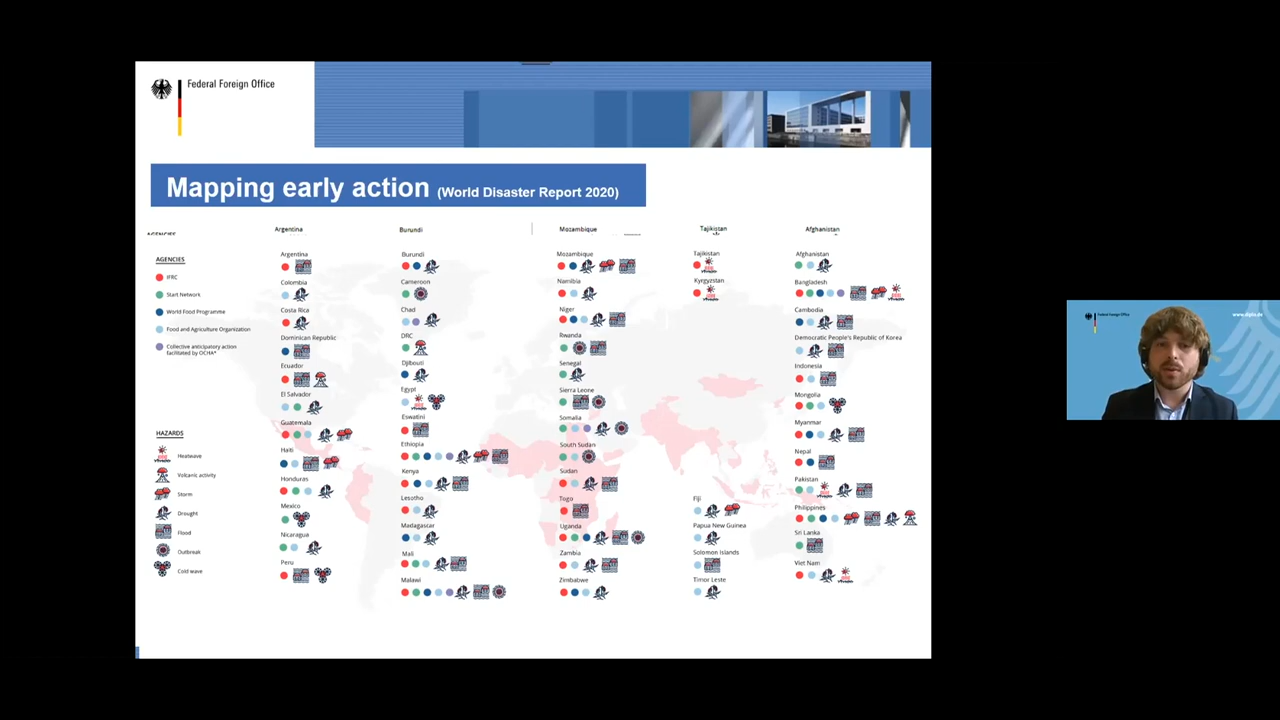 Federal Foreign Office
Mapping early action (World Disaster Report 2020)
Argentina
Burundi
Mozambique
Tajikistan
Afghanistan
AGENCIES
AGENCIES
IFRC
Start Network
World Food Programme
Food and Agriculture Organization
Collective anticipatory action
facilitated by OCHA*
HAZARDS
Heatwave
Volcanic activity
Storm
Drought
Flood
Outbreak
Cold wave
Argentina
Colombia
Costa Rica
Dominican Republic
Ecuador
El Salvador
Guatemala
Haiti
Honduras
Mexico
Nicaragua
Peru
Burundi
Cameroon
Chad
DRC
Djibouti
Egypt
Eswatini
Ethiopia
Kenya
Lesotho
Madagascar
Mali
Malawi
Mozambique
Namibia
Niger
Rwanda
Senegal
Sierra Leone
Somalia
South Sudan
Sudan
Togo
Uganda
Zambia
Zimbabwe
Tajikistan
Kyrgyzstan
Fiji
Papua New Guinea
Solomon Islands
Timor Leste
Afghanistan
Bangladesh
Cambodia
Democratic People's Republic of Korea
Indonesia
Mongolia
Myanmar
Nepal
Pakistan
Philippines
Sri Lanka
Viet Nam
Federal Foreign Office
www.diplo.de